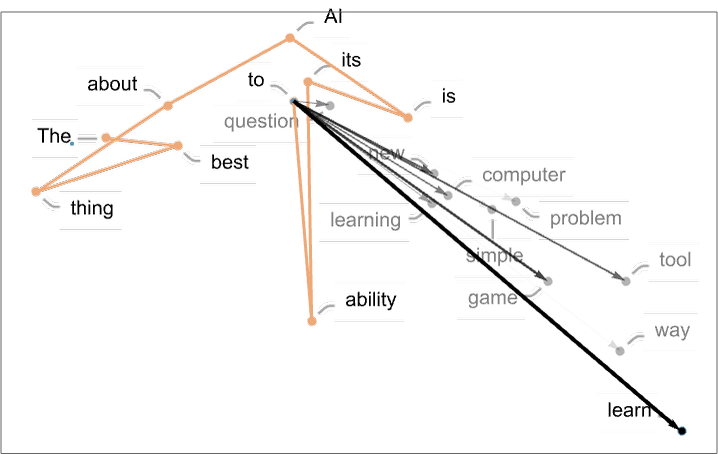 AI
its
about
to
is
question
The
new
best
computer
thing
learning
problem
simple
tool
game
ability
way
learn